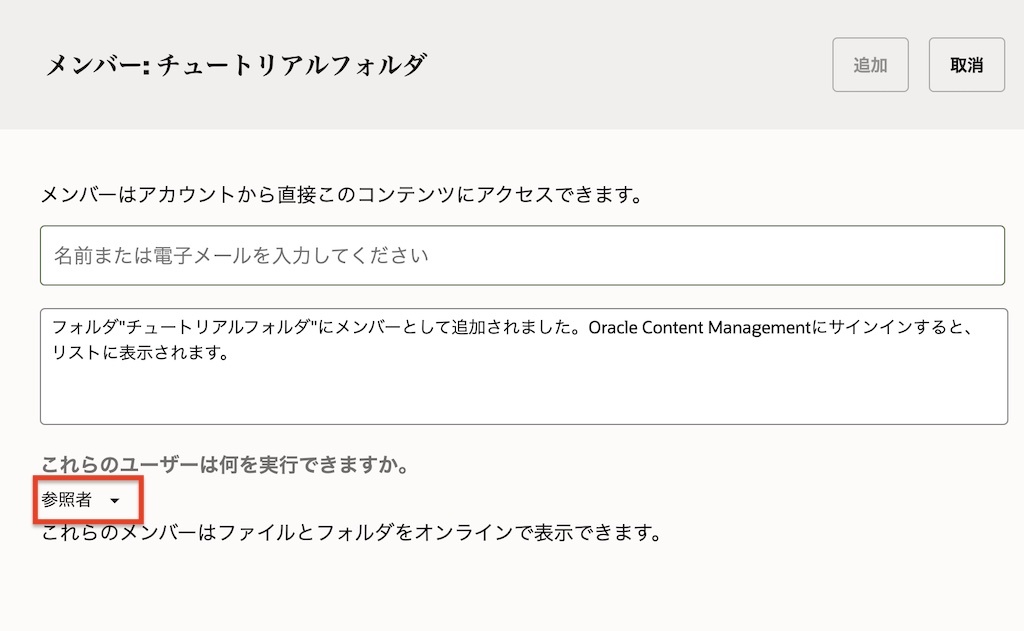 メンバー: チュートリアルフォルダ
追加
取消
メンバーはアカウントから直接このコンテンツにアクセスできます。
名前または電子メールを入力してください
フォルダ"チュートリアルフォルダ"にメンバーとして追加されました。Oracle Content Managementにサインインすると、
リストに表示されます。
これらのユーザーは何を実行できますか。
参照者
これらのメンバーはファイルとフォルダをオンラインで表示できます。